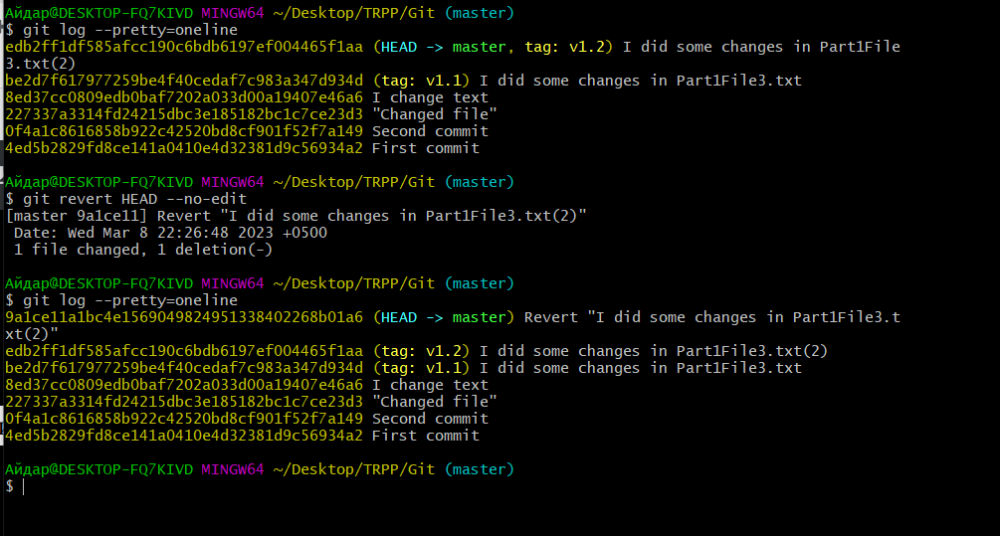 Айдар@DESKTOP-FQ7KIVD MINGW64 ~/Desktop/TRPP/Git (master)
$ git log --pretty=oneline
edb2ff1df585afcc190c6bdb6197ef004465f1aa (HEAD -> master, tag: v1.2) I did some changes in Part1File
3.txt(2)
be2d7f617977259be4f40cedaf7c983a347d934d (tag: v1.1) I did some changes in Part1File3.txt
8ed37cc0809edb0baf7202a033d00a19407e46a6 I change text
227337a3314fd24215dbc3e185182bc1c7ce23d3 "Changed file"
0f4a1c8616858b922c42520bd8cf901f52f7a149 Second commit
4ed5b2829fd8ce141a0410e4d32381d9c56934a2 First commit
Айдар@DESKTOP-FQ7KIVD MINGW64 ~/Desktop/TRPP/Git (master)
$ git revert HEAD --no-edit
[master 9a1ce11] Revert "I did some changes in Part1File3.txt(2)"
Date: Wed Mar 8 22:26:48 2023 +0500
1 file changed, 1 deletion(-)
Айдар@DESKTOP-FQ7KIVD MINGW64 ~/Desktop/TRPP/Git (master)
$ git log --pretty=oneline
9a1ce11a1bc4e1569049824951338402268b01a6 (HEAD -> master) Revert "I did some changes in Part1File3.t
xt(2)"
edb2ff1df585afcc190c6bdb6197ef004465f1aa (tag: v1.2) I did some changes in Part1File3.txt(2)
be2d7f617977259be4f40cedaf7c983a347d934d (tag: v1.1) I did some changes in Part1File3.txt
8ed37cc0809edb0baf7202a033d00a19407e46a6 I change text
227337a3314fd24215dbc3e185182bc1c7ce23d3 "Changed file"
0f4a1c8616858b922c42520bd8cf901f52f7a149 Second commit
4ed5b2829fd8ce141a0410e4d32381d9c56934a2 First commit
Айдар@DESKTOP-FQ7KIVD MINGW64 ~/Desktop/TRPP/Git (master)
$